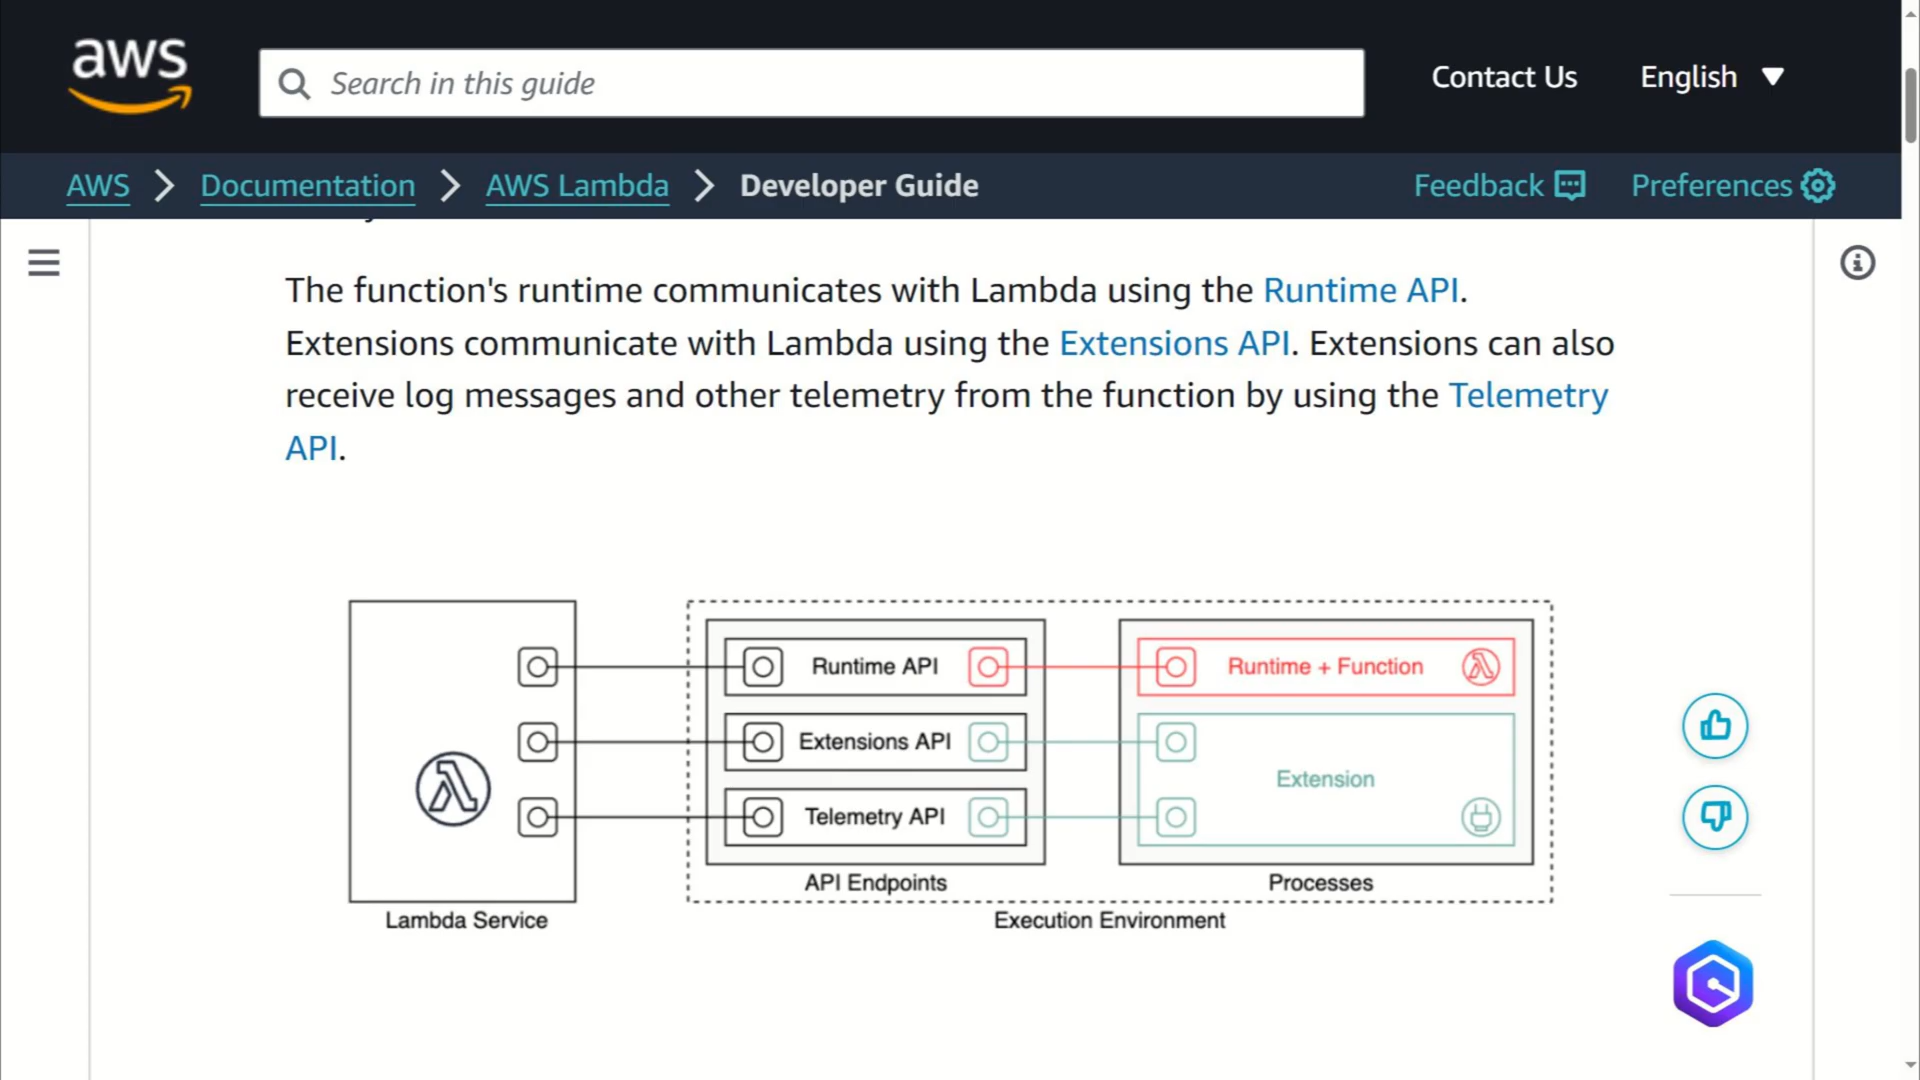 aws
Search in this guide
Contact Us
English
AWS
Documentation
AWS Lambda
Developer Guide
Feedback
Preferences
The function's runtime communicates with Lambda using the Runtime API.
Extensions communicate with Lambda using the Extensions API. Extensions can also
receive log messages and other telemetry from the function by using the Telemetry
API.
Runtime API
Runtime + Function
Extensions API
Extension
Telemetry API
API Endpoints
Processes
Lambda Service
Execution Environment